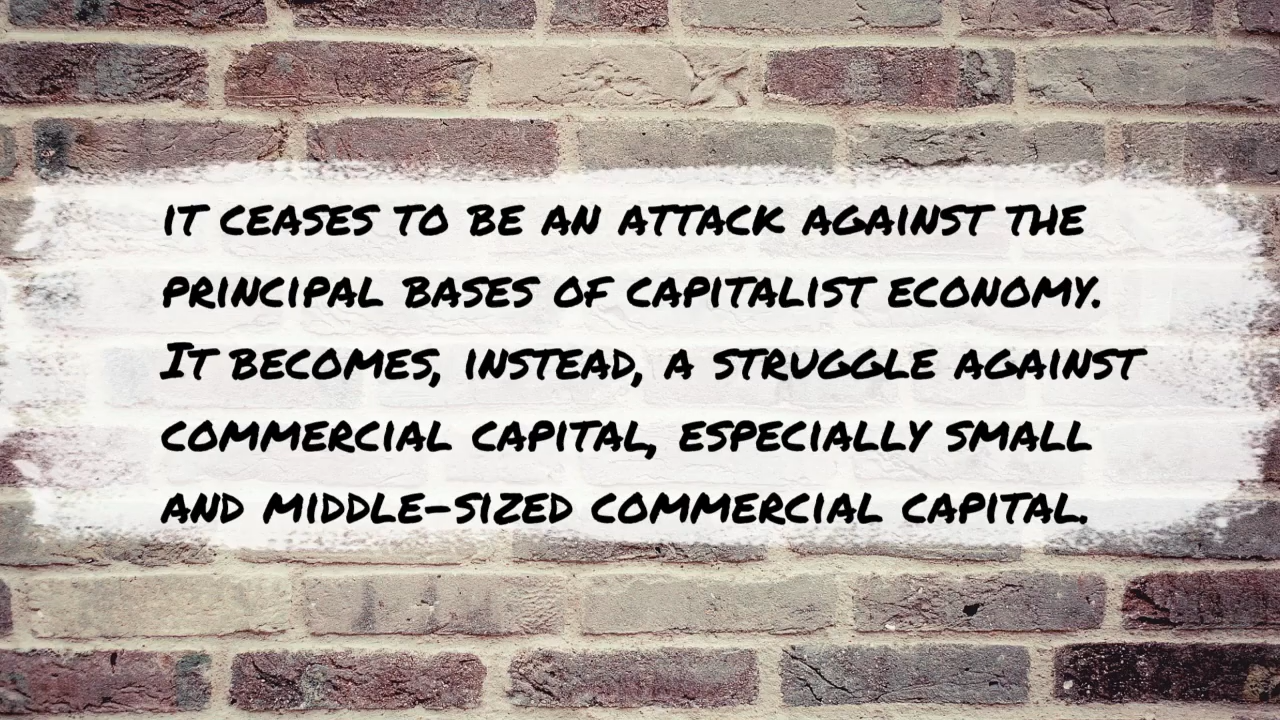 it ceases to be an attack against the
principal bases of capitalist economy.
It becomes, instead, a struggle against
commercial capital, especially small
and middle-sized commercial capital.